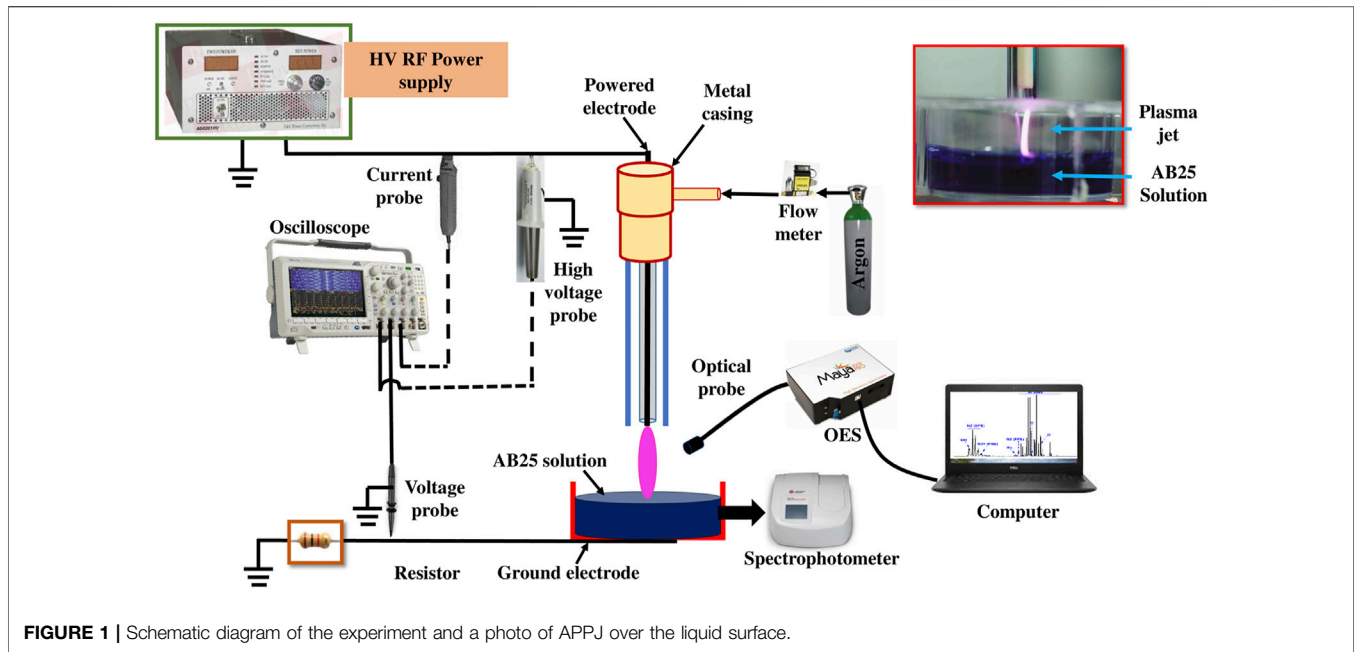 HV RF Power
supply
Powered
electrode
Metal
casing
Plasma
jet
AB25
Solution
Current
probe
Flow
meter
Argon
Oscilloscope
High
voltage
probe
Optical
probe
Maya
OES
AB25 solution
Voltage
probe
Computer
Spectrophotometer
Resistor
Ground electrode
FIGURE 1 | Schematic diagram of the experiment and a photo of APPJ over the liquid surface.